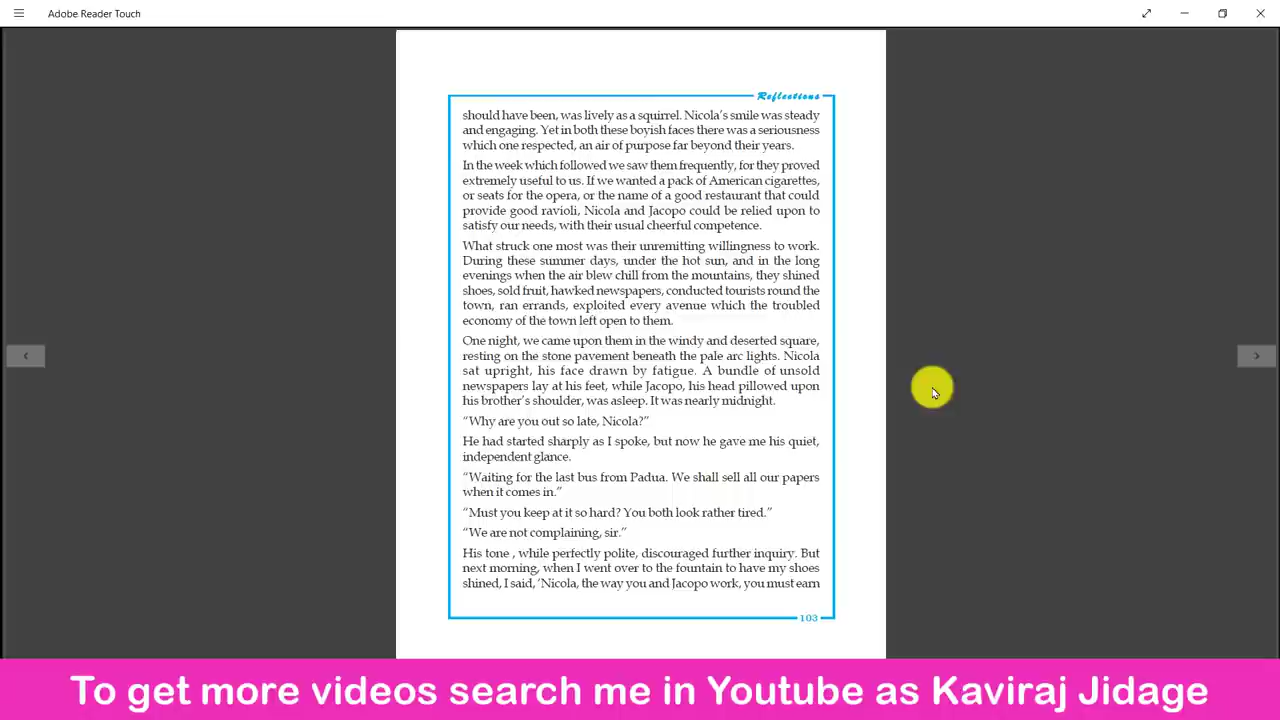 Adobe Reader Touch
Reflections
should have been, was lively as a squirrel. Nicola's smile was steady
and engaging. Yet in both these boyish faces there was a seriousness
which one respected, an air of purpose far beyond their years.
In the week which followed we saw them frequently, for they proved
extremely useful to us. If we wanted a pack of American cigarettes,
or seats for the opera, or the name of a good restaurant that could
provide good ravioli, Nicola and Jacopo could be relied upon to
satisfy our needs, with their usual cheerful competence.
What struck one most was their unremitting willingness to work.
During these summer days, under the hot sun, and in the long
evenings when the air blew chill from the mountains, they shined
shoes, sold fruit, hawked newspapers, conducted tourists round the
town, ran errands, exploited every avenue which the troubled
economy of the town left open to them.
One night, we came upon them in the windy and deserted square,
resting on the stone pavement beneath the pale arc lights. Nicola
sat upright, his face drawn by fatigue. A bundle of unsold
newspapers lay at his feet, while Jacopo, his head pillowed upon
his brother's shoulder, was asleep. It was nearly midnight.
“Why are you out so late, Nicola?”
He had started sharply as I spoke, but now he gave me his quiet,
independent glance.
“Waiting for the last bus from Padua. We shall sell all our papers
when it comes in.”
“Must you keep at it so hard? You both look rather tired.”
“We are not complaining, sir.”
His tone , while perfectly polite, discouraged further inquiry. But
next morning, when I went over to the fountain to have my shoes
shined, I said, ‘Nicola, the way you and Jacopo work, you must earn
103
To get more videos search me in Youtube as Kaviraj Jidage